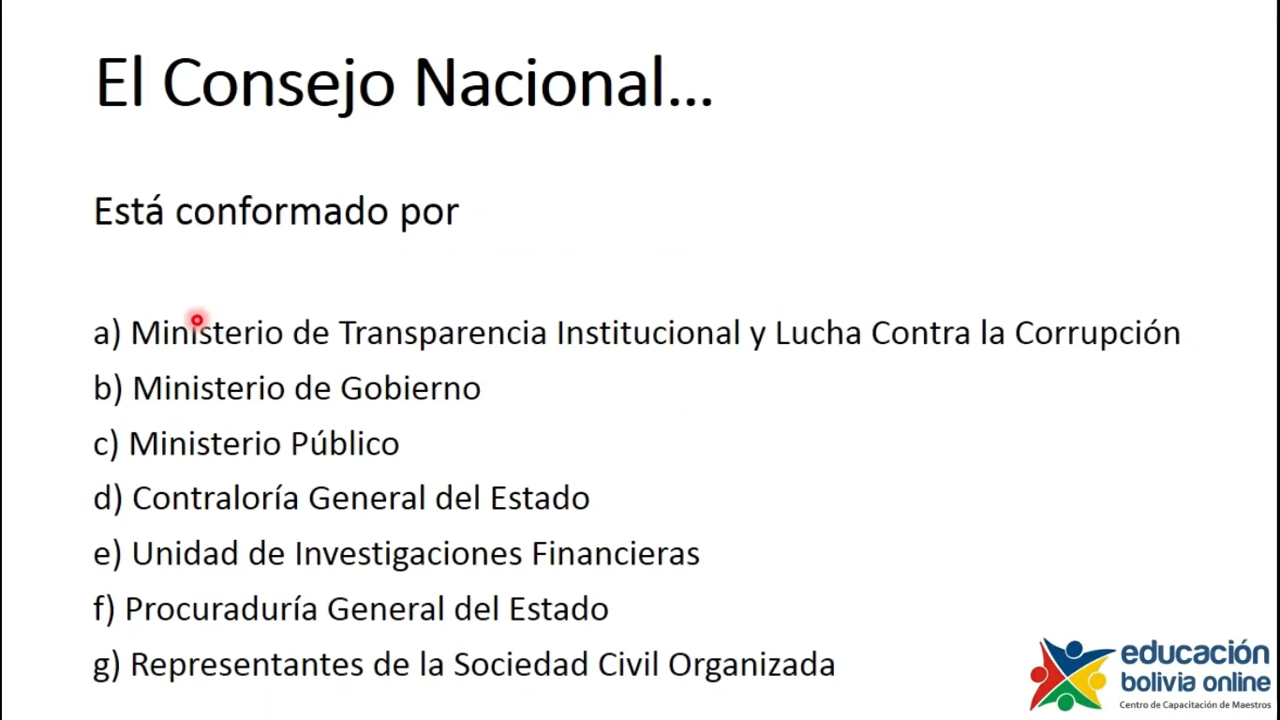 El Consejo Nacional...
Está conformado por
a) Ministerio de Transparencia Institucional y Lucha Contra la Corrupción
b) Ministerio de Gobierno
c) Ministerio Público
d) Contraloría General del Estado
e) Unidad de Investigaciones Financieras
f) Procuraduría General del Estado
g) Representantes de la Sociedad Civil Organizada
educación
bolivia online
Centro de Capacitación de Maestros